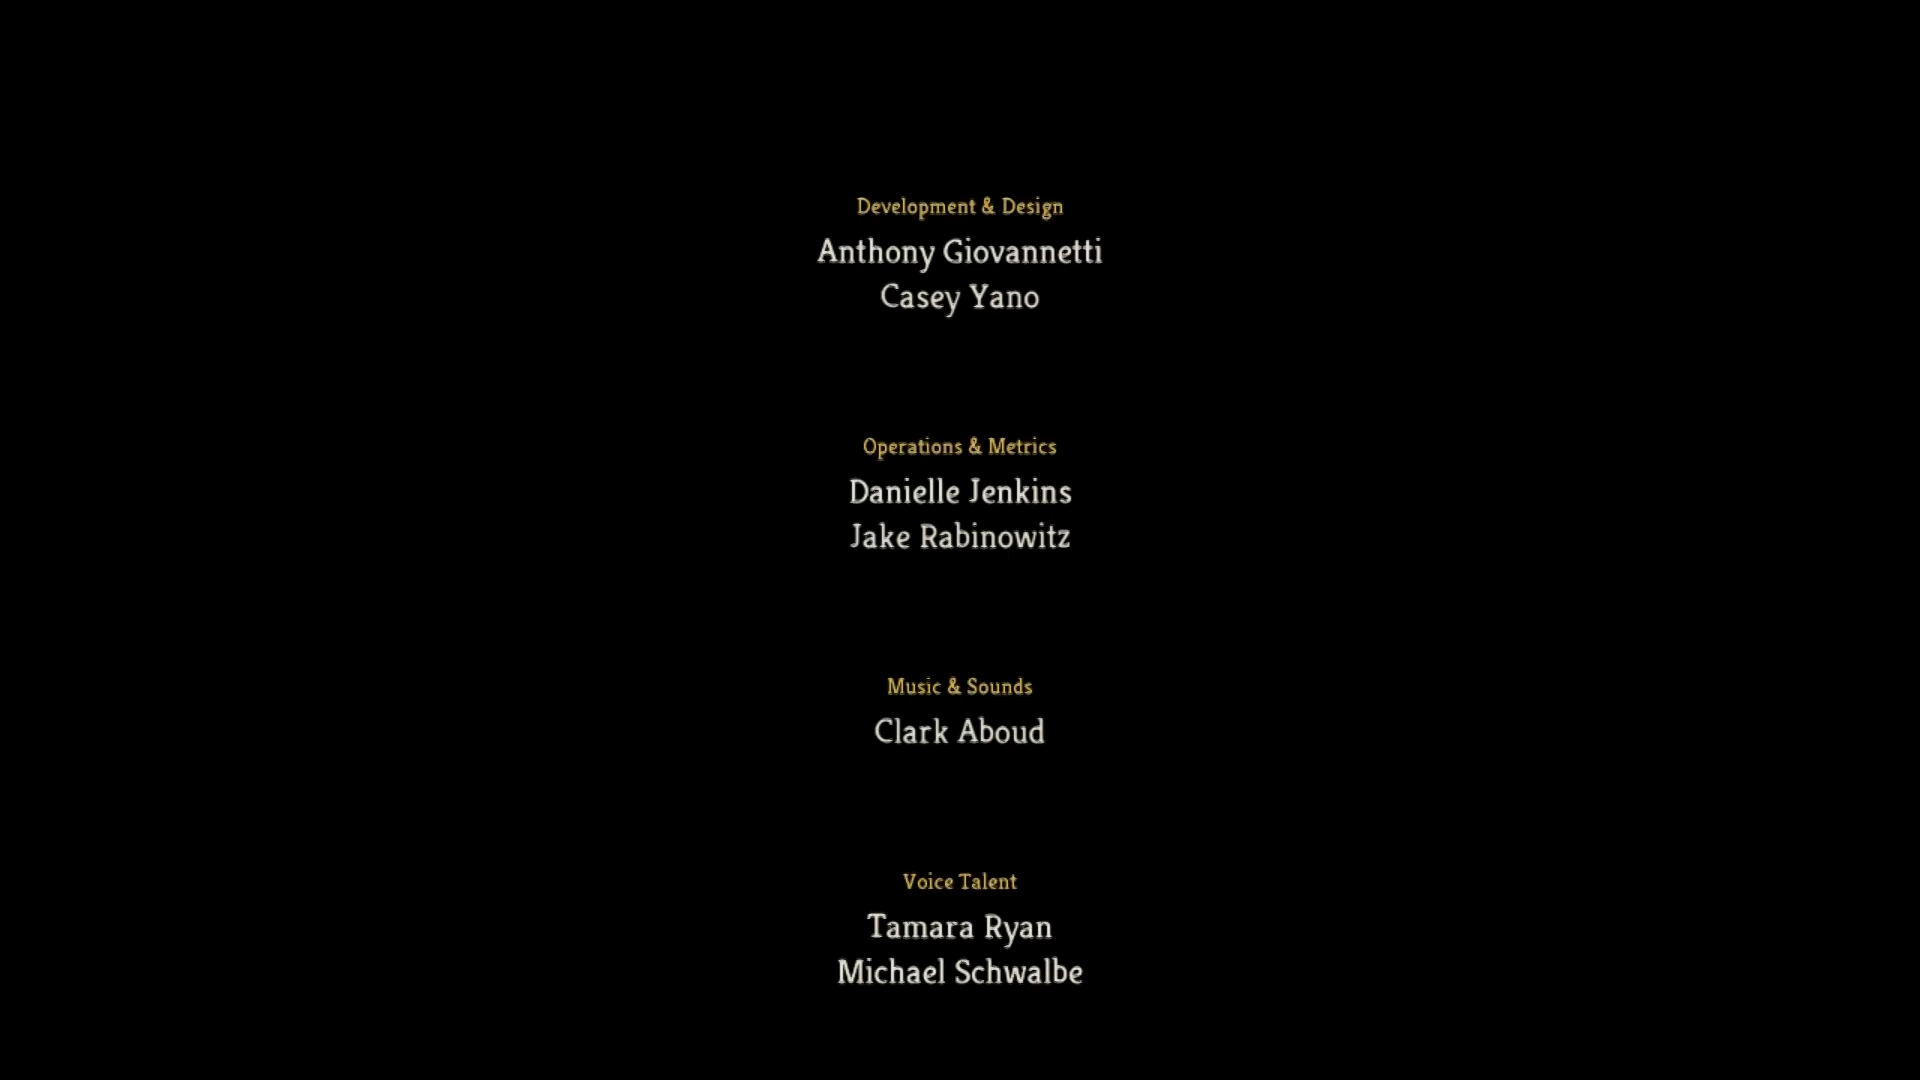 Development & Design
Anthony Giovannetti
Casey Yano
Operations & Metrics
Danielle Jenkins
Jake Rabinowitz
Music & Sounds
Clark Aboud
Voice Talent
Tamara Ryan
Michael Schwalbe